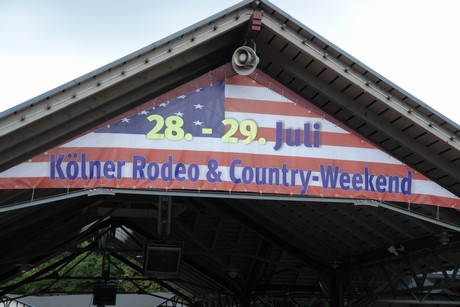 28. - 29. Juli
Kölner Rodeo & Country-Weekend